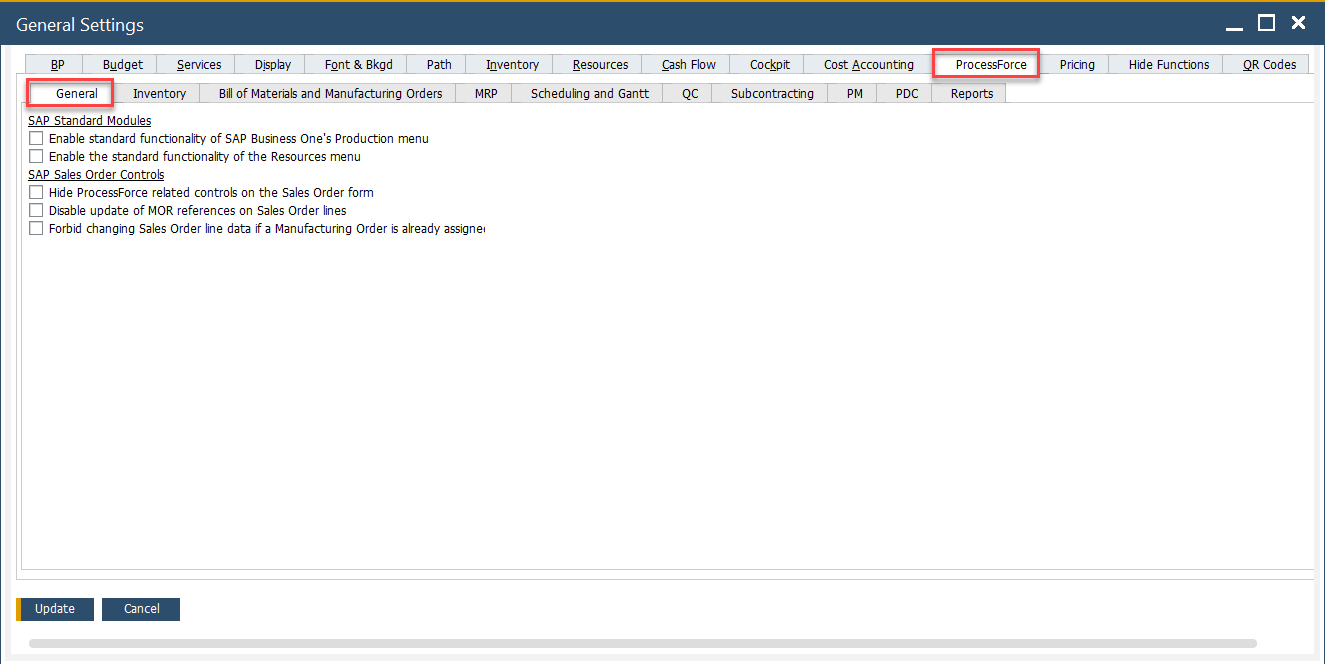 General Settings
BP Budget Services Display Font & Bkgd Path Inventory Resources Cash Flow Cockpit Cost Accounting ProcessForce Pricing Hide Functions QR Codes
General Inventory Bill of Materials and Manufacturing Orders MRP Scheduling and Gantt QC Subcontracting PM PDC Reports
SAP Standard Modules
Enable standard functionality of SAP Business One's Production menu
Enable the standard functionality of the Resources menu
SAP Sales Order Controls
Hide ProcessForce related controls on the Sales Order form
Disable update of MOR references on Sales Order lines
Forbid changing Sales Order line data if a Manufacturing Order is already assigne
Update Cancel